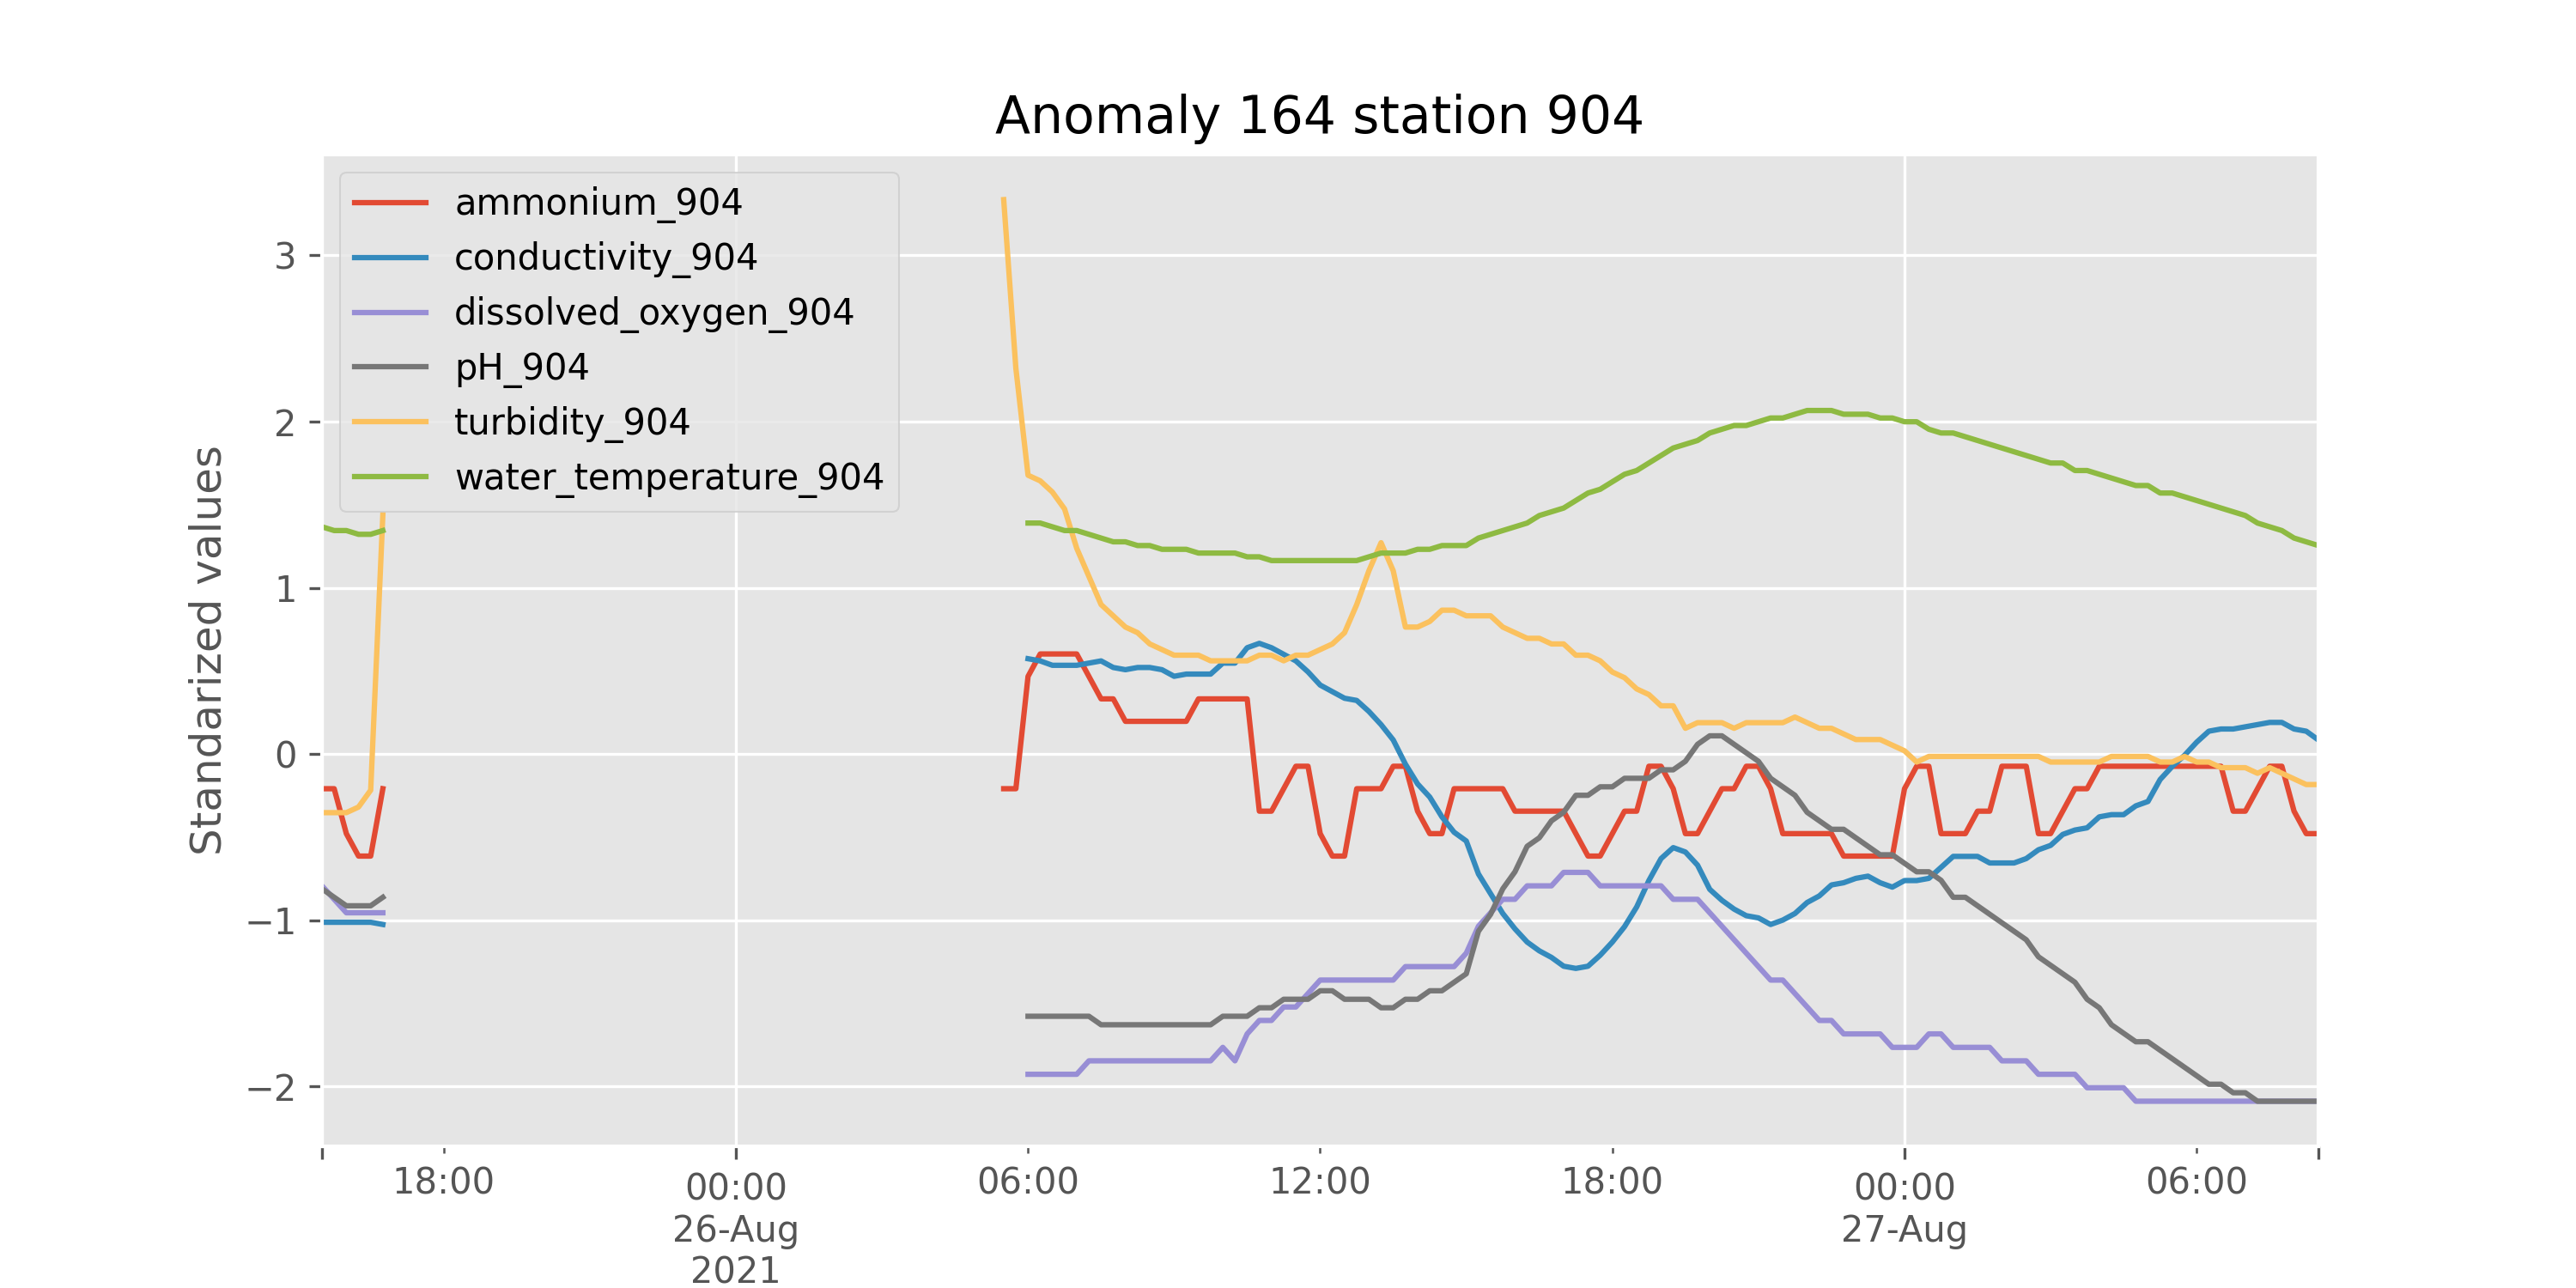 Anomaly 164 station 904
ammonium_904
conductivity_904
dissolved_oxygen_904
pH_904
turbidity_904
water_temperature_904
Standarized values
3
2
1
0
−1
−2
18:00
00:00
26-Aug
2021
06:00
12:00
18:00
00:00
27-Aug
06:00